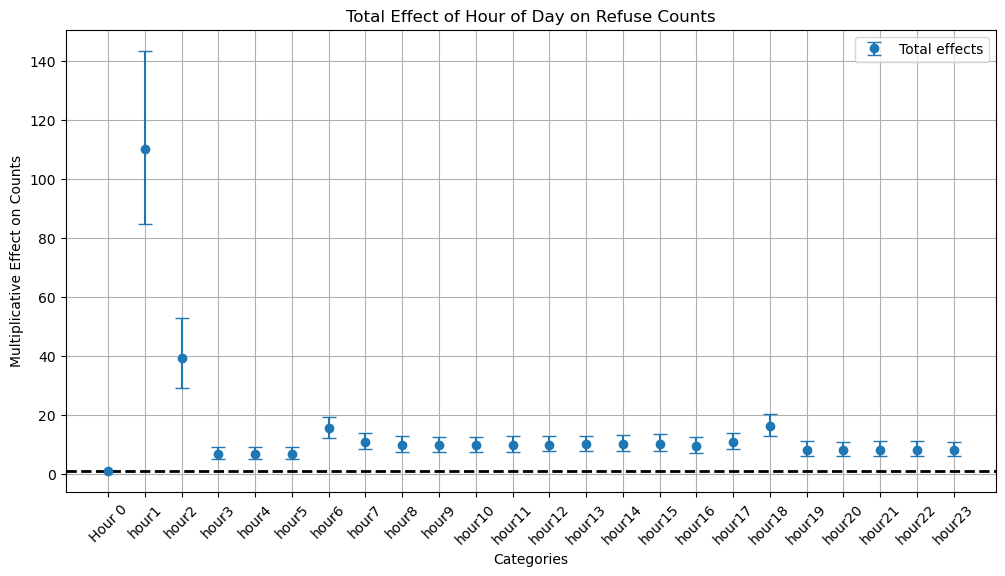 Total Effect of Hour of Day on Refuse Counts
Total effects
Multiplicative Effect on Counts
140
120
100
80
60
40
20
0
Hour 0
hour1
hour2
hour3
hour4
hour5
hour6
hour7
hour8
hour9
hour10
hour11
hour12
hour13
hour14
hour15
hour16
hour17
hour18
hour19
hour20
hour21
hour22
hour23
Categories